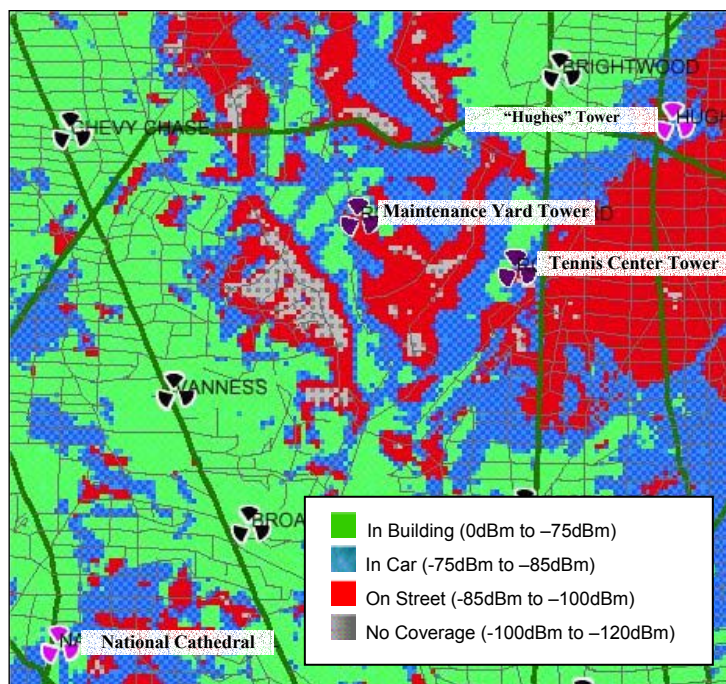 BRIGHTWOOD
CHEVY CHASE
“Hughes” Tower
HUGH
Maintenance Yard Tower
D
Tennis Center Tower
VANNESS
BROA
In Building (0dBm to –75dBm)
In Car (-75dBm to –85dBm)
On Street (-85dBm to –100dBm)
No Coverage (-100dBm to –120dBm)
NA
National Cathedral